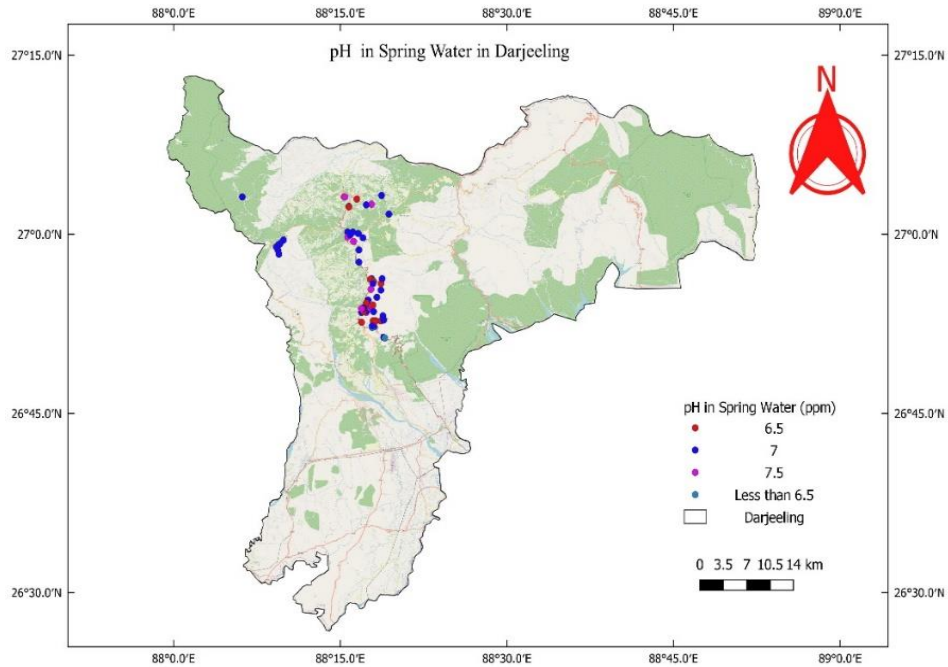 88°0.0'E 88°15.0'E 88°30.0'E 88°45.0'E 89°0.0'E
pH in Spring Water in Darjeeling
27°15.0'N 27°15.0'N
N
27°0.0'N 27°0.0'N
26°45.0'N 26°45.0'N
pH in Spring Water (ppm)
6.5
7
7.5
Less than 6.5
Darjeeling
0 3.5 7 10.5 14 km
26°30.0'N 26°30.0'N
88°0.0'E 88°15.0'E 88°30.0'E 88°45.0'E 89°0.0'E